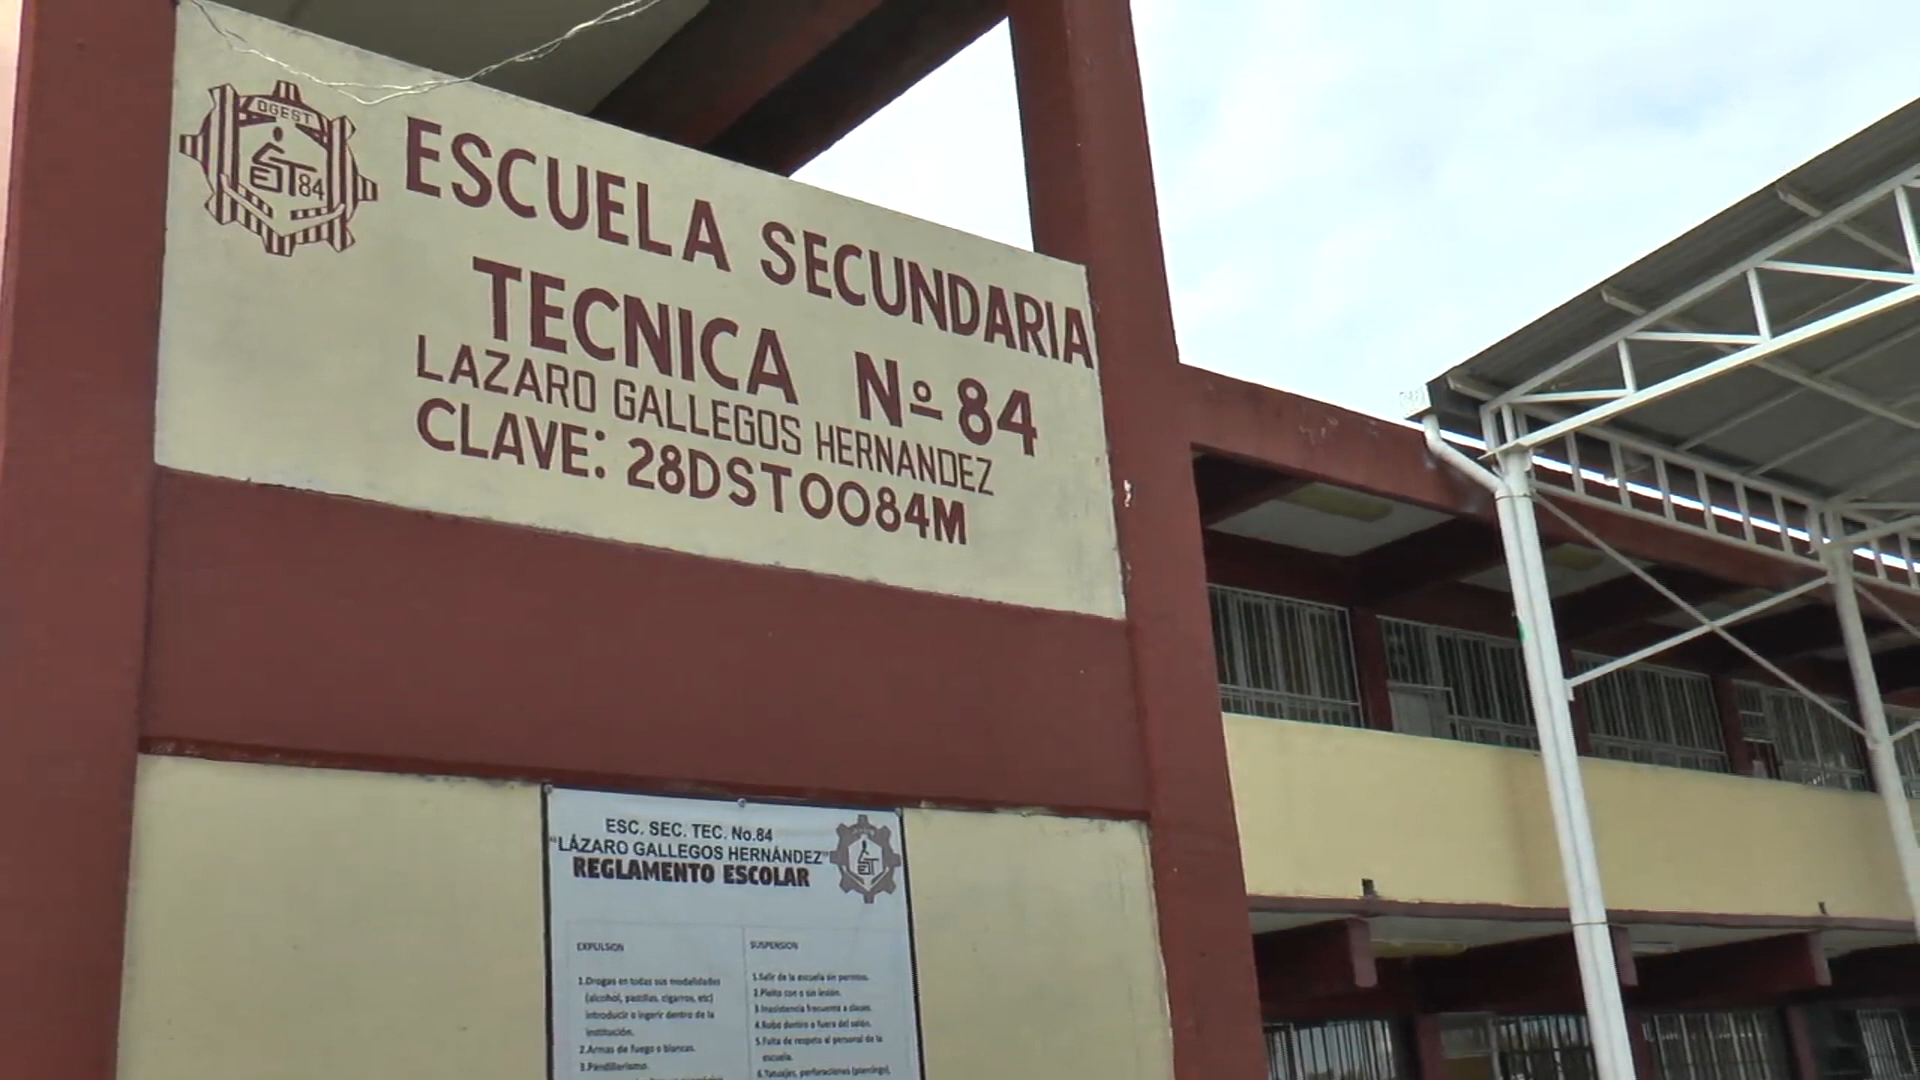 DGEST
EST84
ESCUELA SECUNDARIA
TECNICA Nº 84
LAZARO GALLEGOS HERNANDEZ
CLAVE: 28DST0084M
ESC. SEC. TEC. No.84
"LÁZARO GALLEGOS HERNÁNDEZ"
REGLAMENTO ESCOLAR
EST
EXPULSION
1.Drogas en todas sus modalidades
(alcohol, pastillas, cigarros, etc)
introducir o ingerir dentro de la
institución.
2.Armas de fuego o blancas.
3.Pandillerismo.
SUSPENSION
1.Salir de la escuela sin permiso.
2.Pleito con o sin lesión.
3.Inasistencia frecuente a clases.
4.Robo dentro o fuera del salón.
5.Falta de respeto al personal de la
escuela.
6.Tatuajes, perforaciones (piercing),